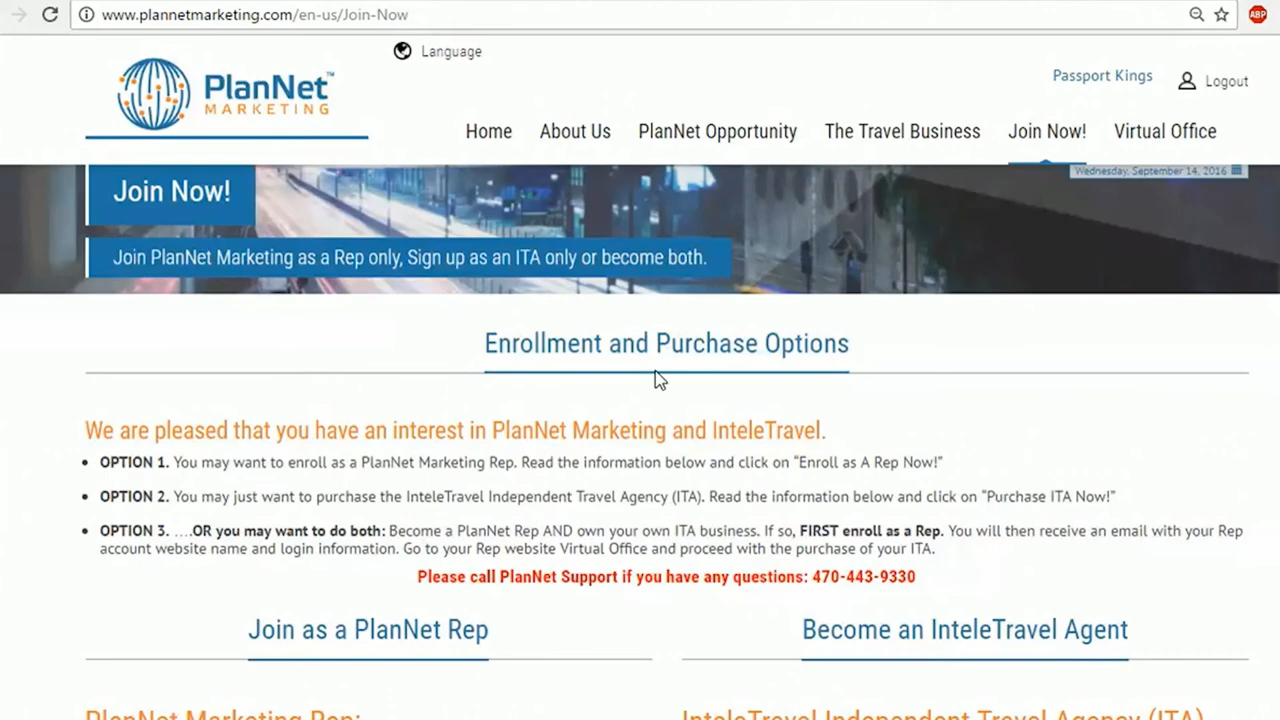 www.plannetmarketing.com/en-us/Join-Now
ABP
Language
PlanNet™
MARKETING
Passport Kings
Logout
Home About Us PlanNet Opportunity The Travel Business Join Now! Virtual Office
Wednesday, September 14, 2016
Join Now!
Join PlanNet Marketing as a Rep only, Sign up as an ITA only or become both.
Enrollment and Purchase Options
We are pleased that you have an interest in PlanNet Marketing and InteleTravel.
OPTION 1. You may want to enroll as a PlanNet Marketing Rep. Read the information below and click on “Enroll as A Rep Now!”
OPTION 2. You may just want to purchase the InteleTravel Independent Travel Agency (ITA). Read the information below and click on “Purchase ITA Now!”
OPTION 3. ....OR you may want to do both: Become a PlanNet Rep AND own your own ITA business. If so, FIRST enroll as a Rep. You will then receive an email with your Rep
account website name and login information. Go to your Rep website Virtual Office and proceed with the purchase of your ITA.
Please call PlanNet Support if you have any questions: 470-443-9330
Join as a PlanNet Rep
Become an InteleTravel Agent
PlanNet Marketing Rep:
InteleTravel Independent Travel Agency (ITA)